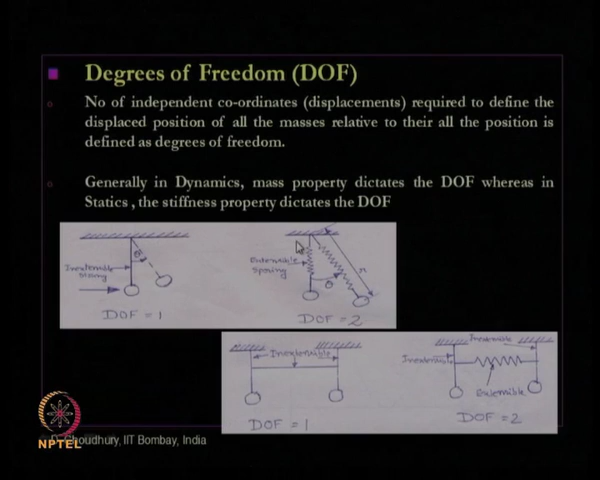 Degrees of Freedom (DOF)
No of independent co-ordinates (displacements) required to define the
displaced position of all the masses relative to their all the position is
defined as degrees of freedom.
Generally in Dynamics, mass property dictates the DOF whereas in
Statics , the stiffness property dictates the DOF
Inextensible
string
θ
DOF = 1
Extensible
spring
θ
r
DOF = 2
Inextensible
DOF = 1
Inextensible
Inextensible
Extensible
DOF = 2
NPTEL
D. Choudhury, IIT Bombay, India